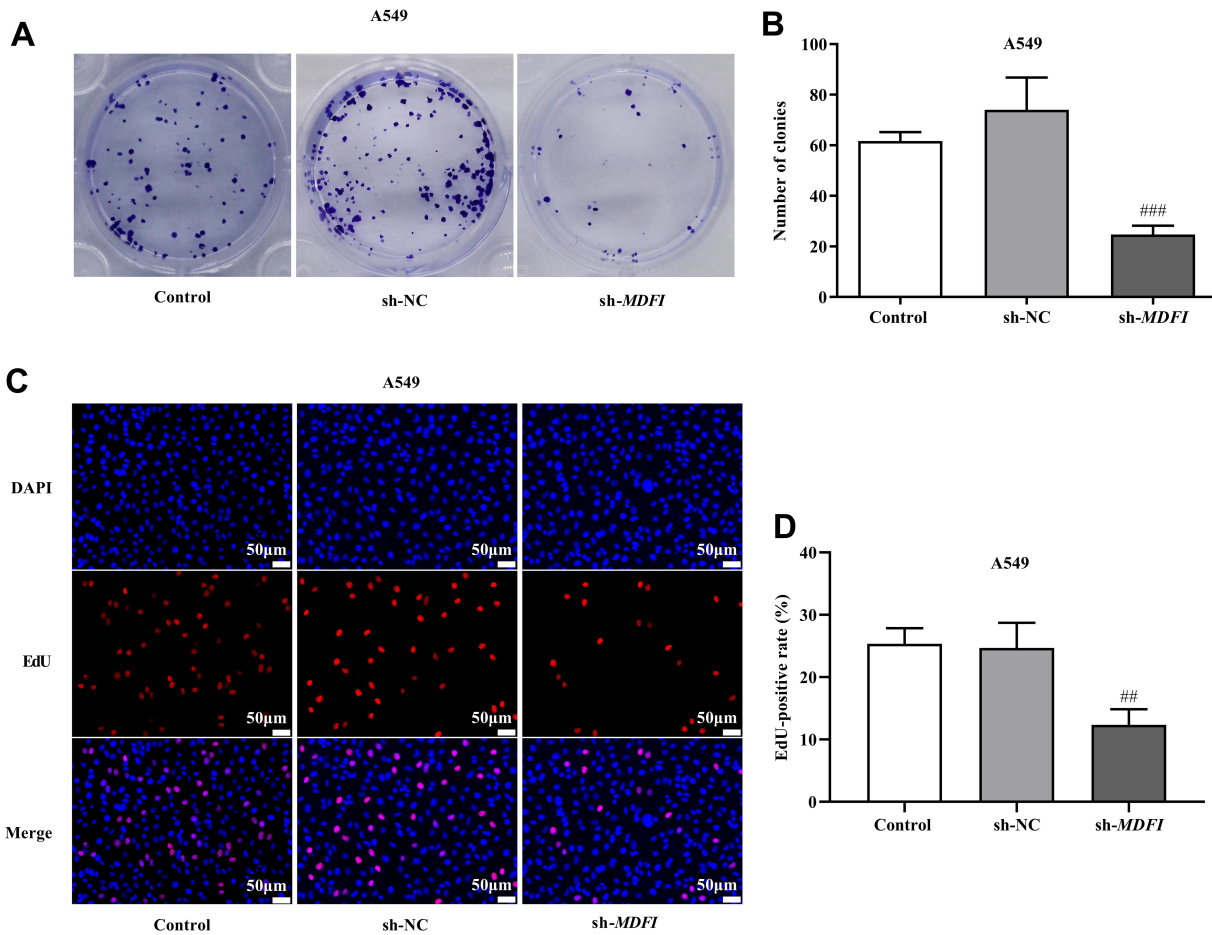 A
A549
Control
sh-NC
sh-MDFI
B
A549
Number of clonies
100
80
60
40
20
0
###
Control
sh-NC
sh-MDFI
C
A549
DAPI
50μm
50μm
50μm
EdU
50μm
50μm
50μm
Merge
50μm
50μm
50μm
Control
sh-NC
sh-MDFI
D
A549
EdU-positive rate (%)
40
30
20
10
0
##
Control
sh-NC
sh-MDFI